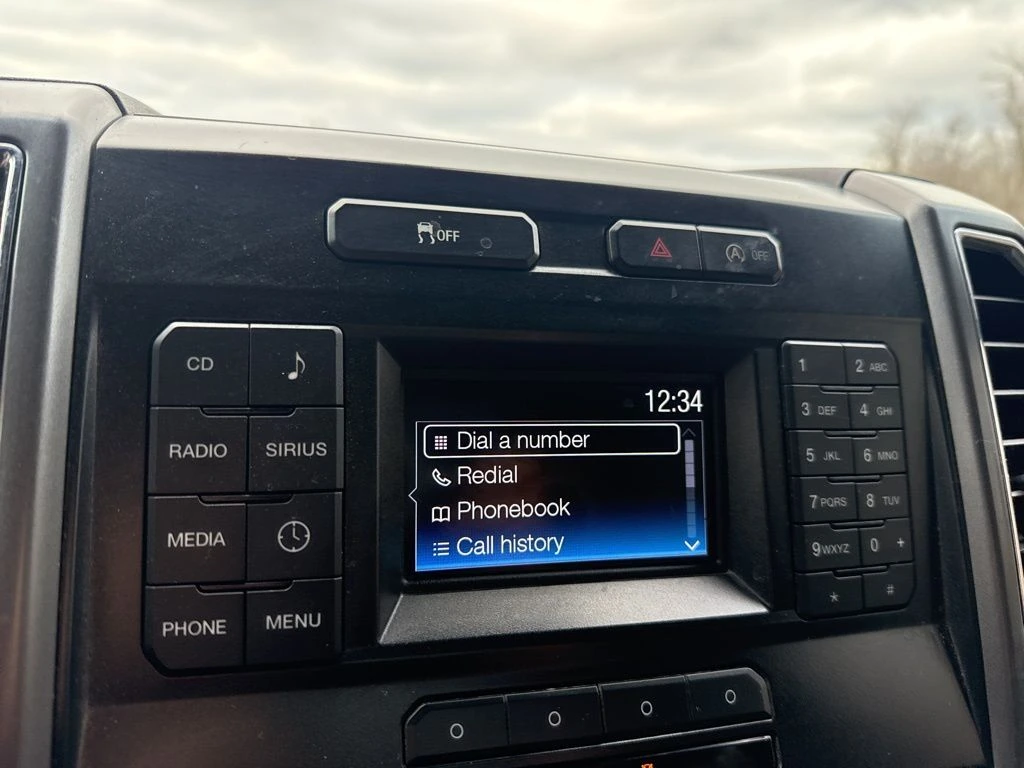 OFF
A OFF
CD
RADIO SIRIUS
MEDIA
PHONE MENU
12:34
Dial a number
Redial
Phonebook
Call history
1 2 ABC
3 DEF 4 GHI
5 JKL 6 MNO
7 PQRS 8 TUV
9 WXYZ 0 +
* #
O O O O